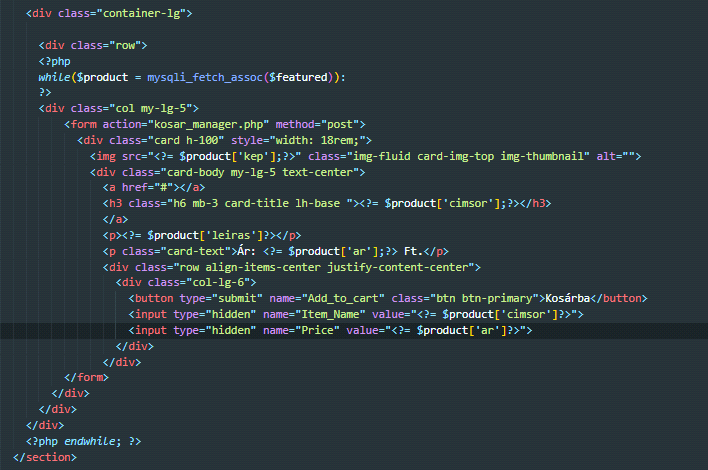 <div class="container-lg">
<div class="row">
<?php
while($product = mysqli_fetch_assoc($featured)):
?>
<div class="col my-lg-5">
<form action="kosar_manager.php" method="post">
<div class="card h-100" style="width: 18rem;">
<img src="<?= $product['kep'];?>" class="img-fluid card-img-top img-thumbnail" alt="">
<div class="card-body my-lg-5 text-center">
<a href="#"></a>
<h3 class="h6 mb-3 card-title lh-base "><?= $product['cimsor'];?></h3>
</a>
<p><?= $product['leiras']?></p>
<p class="card-text">Ár: <?= $product['ar'];?> Ft.</p>
<div class="row align-items-center justify-content-center">
<div class="col-lg-6">
<button type="submit" name="Add_to_cart" class="btn btn-primary">Kosárba</button>
<input type="hidden" name="Item_Name" value="<?= $product['cimsor']?>">
<input type="hidden" name="Price" value="<?= $product['ar']?>">
</div>
</div>
</form>
</div>
</div>
</div>
<?php endwhile; ?>
</section>